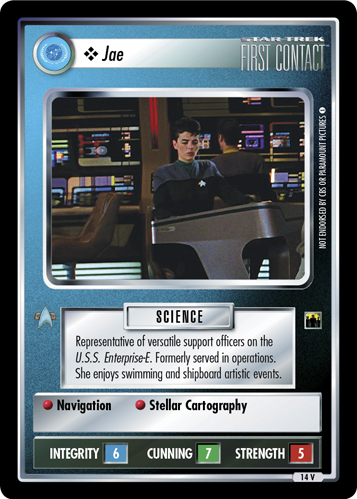 Jae
STAR TREK
FIRST CONTACT
NOT ENDORSED BY CBS OR PARAMOUNT PICTURES
SCIENCE
Representative of versatile support officers on the
U.S.S. Enterprise-E. Formerly served in operations.
She enjoys swimming and shipboard artistic events.
Navigation Stellar Cartography
INTEGRITY 6 CUNNING 7 STRENGTH 5
14 V